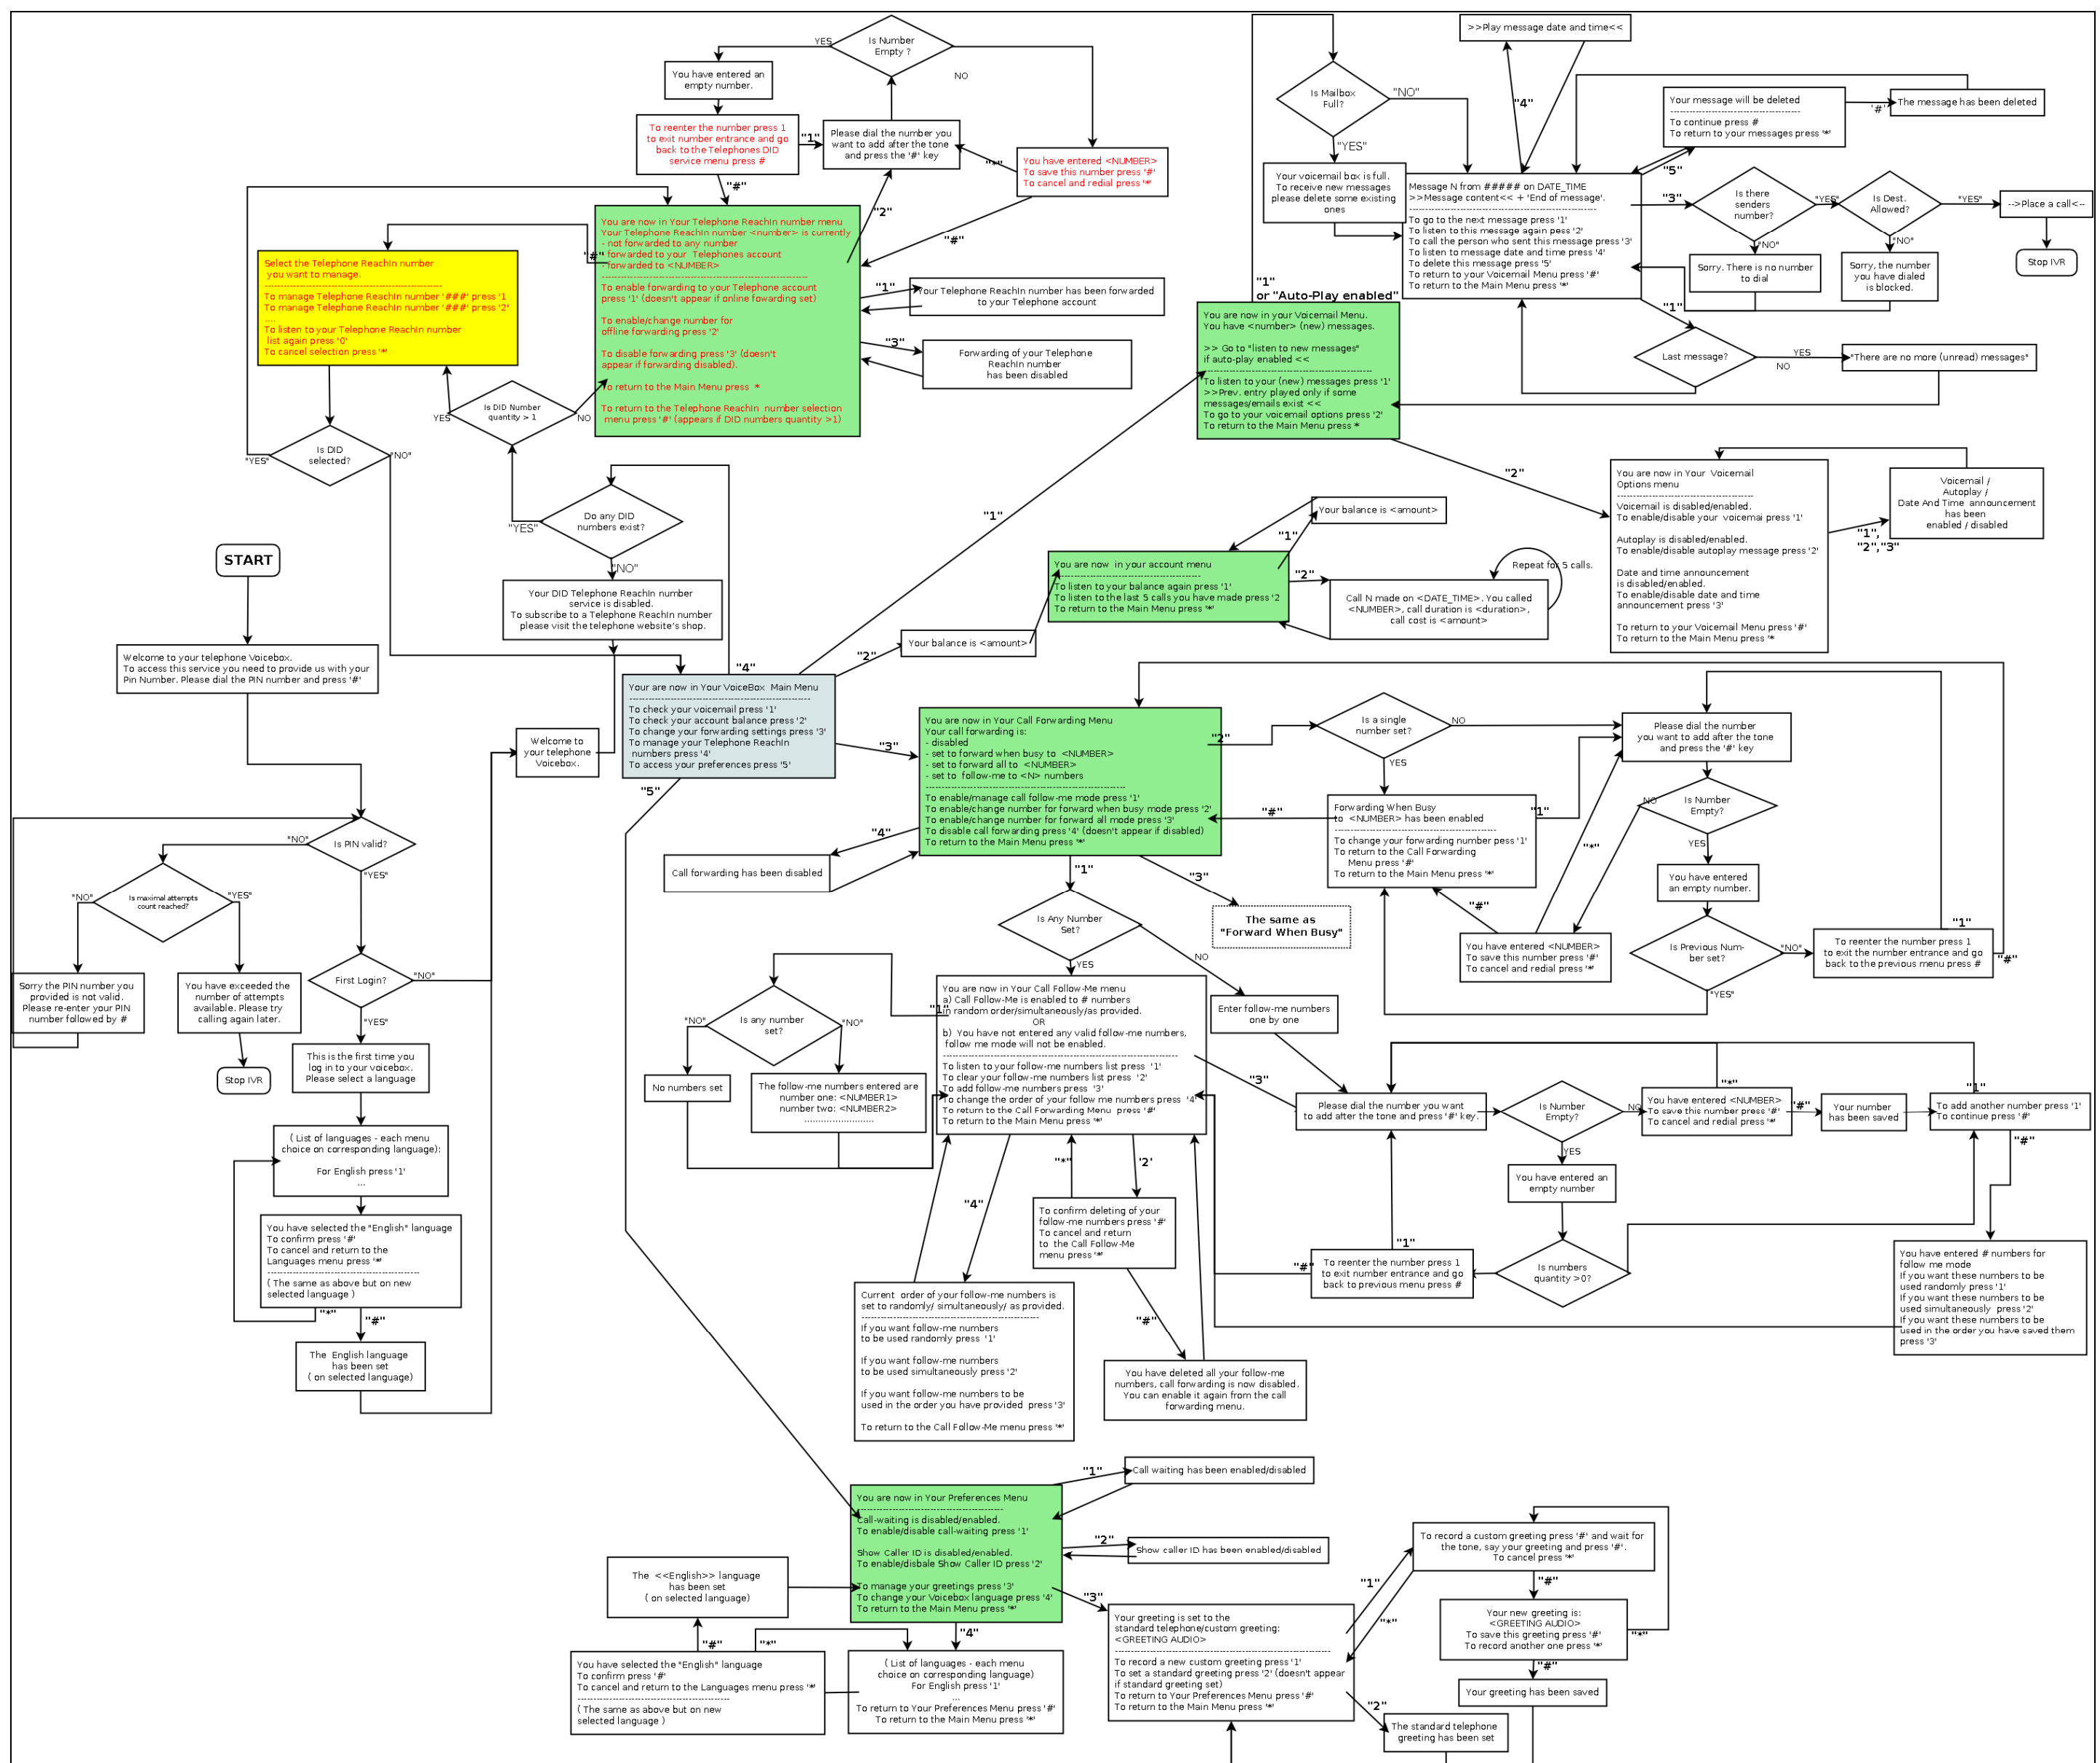 Is Number
Empty ?
YES
NO
You have entered an
empty number.
To reenter the number press 1
to exit number entrance and go
back to the Telephones DID
service menu press #
"1"
"#"
Please dial the number you
want to add after the tone
and press the '#' key
You have entered <NUMBER>
To save this number press '#'
To cancel and redial press '*'
"*"
"#"
"2"
You are now in Your Telephone ReachIn number menu
Your Telephone ReachIn number <number> is currently
- not forwarded to any number
- forwarded to your  Telephones account
- forwarded to <NUMBER>
To enable forwarding to your Telephone account
press '1' (doesn't appear if online fowarding set)
To enable/change number for
offline forwarding press '2'
To disable forwarding press '3' (doesn't
appear if forwarding disabled).
To return to the Main Menu press  *
To return to the Telephone ReachIn  number selection
menu press '#' (appears if DID numbers quantity >1)
"#"
"1"
Your Telephone ReachIn number has been forwarded
to your Telephone account
"3"
Forwarding of your Telephone
ReachIn number
has been disabled
Select the Telephone ReachIn number
you want to manage.
To manage Telephone ReachIn number '###' press '1
To manage Telephone ReachIn number '###' press '2'
....
To listen to your Telephone ReachIn number
list again press '0'
To cancel selection press '*'
Is DID
selected?
"YES"
"NO"
Is DID Number
quantity > 1
YES
NO
Do any DID
numbers exist?
"YES"
"NO"
Your DID Telephone ReachIn number
service is disabled.
To subscribe to a Telephone ReachIn number
please visit the telephone website's shop.
START
Welcome to your telephone Voicebox.
To access this service you need to provide us with your
Pin Number. Please dial the PIN number and press '#'
Welcome to
your telephone
Voicebox.
Is PIN valid?
"NO"
"YES"
Is maximal attempts
count reached?
"NO"
"YES"
Sorry the PIN number you
provided is not valid.
Please re-enter your PIN
number followed by #
You have exceeded the
number of attempts
available. Please try
calling again later.
Stop IVR
First Login?
"NO"
"YES"
This is the first time you
log in to your voicebox.
Please select a language
( List of languages - each menu
choice on corresponding language):
For English press '1'
...
You have selected the "English" language
To confirm press '#'
To cancel and return to the
Languages menu press '*'
-----------------------------------------------
( The same as above but on new
selected language )
"*"
"#"
The  English language
has been set
( on selected language)
Your are now in Your VoiceBox  Main Menu
To check your voicemail press '1'
To check your account balance press '2'
To change your forwarding settings press '3'
To manage your Telephone ReachIn
numbers press '4'
To access your preferences press '5'
"4"
"1"
"2"
"3"
"5"
Is Mailbox
Full?
"NO"
"YES"
Your voicemail box is full.
To receive new messages
please delete some existing
ones
>>Play message date and time<<
"4"
Your message will be deleted
To continue press #
To return to your messages press '*'
'#'
The message has been deleted
"5"
Message N from ##### on DATE_TIME
>>Message content<< + 'End of message'.
To go to the next message press '1'
To listen to this message again pess '2'
To call the person who sent this message press '3'
To listen to message date and time press '4'
To delete this message press '5'
To return to your Voicemail Menu press '#'
To return to the Main Menu press '*'
"3"
Is there
senders
number?
"YES"
"NO"
Is Dest.
Allowed?
"YES"
"NO"
-->Place a call<--
Stop IVR
Sorry. There is no number
to dial
Sorry, the number
you have dialed
is blocked.
"1"
Last message?
YES
NO
"There are no more (unread) messages"
"1"
or "Auto-Play enabled"
You are now in your Voicemail Menu.
You have <number> (new) messages.
>> Go to "listen to new messages"
if auto-play enabled <<
To listen to your (new) messages press '1'
>>Prev. entry played only if some
messages/emails exist <<
To go to your voicemail options press '2'
To return to the Main Menu press *
"2"
You are now in Your  Voicemail
Options menu
Voicemail is disabled/enabled.
To enable/disable your  voicemai press '1'
Autoplay is disabled/enabled.
To enable/disable autoplay message press '2'
Date and time announcement
is disabled/enabled.
To enable/disable date and time
announcement press '3'
To return to your Voicemail Menu press '#'
To return to the Main Menu press '*
"1",
"2","3"
Voicemail /
Autoplay /
Date And Time  announcement
has been
enabled / disabled
Your balance is <amount>
"1"
You are now  in your account menu
To listen to your balance again press '1'
To listen to the last 5 calls you have made press '2
To return to the Main Menu press '*'
"2"
Your balance is <amount>
Repeat for 5 calls.
Call N made on <DATE_TIME>. You called
<NUMBER>, call duration is <duration>,
call cost is <amount>
You are now in Your Call Forwarding Menu
Your call forwarding is:
- disabled
- set to forward when busy to  <NUMBER>
- set to forward all to  <NUMBER>
- set to  follow-me to <N> numbers
To enable/manage call follow-me mode press '1'
To enable/change number for forward when busy mode press '2'
To enable/change number for forward all mode press '3'
To disable call forwarding press '4' (doesn't appear if disabled)
To return to the Main Menu press '*'
"4"
Call forwarding has been disabled
"2"
"1"
"3"
The same as
"Forward When Busy"
Is a single
number set?
NO
YES
Forwarding When Busy
to  <NUMBER> has been enabled
To change your forwarding number pess '1'
To return to the Call Forwarding
Menu press '#'
To return to the Main Menu press '*'
"#"
"1"
Please dial the number
you want to add after the tone
and press the '#' key
Is Number
Empty?
NO
YES
"*"
You have entered
an empty number.
"#"
You have entered <NUMBER>
To save this number press '#'
To cancel and redial press '*'
Is Previous Num-
ber set?
"NO"
"YES"
"1"
To reenter the number press 1
to exit the number entrance and go
back to the previous menu press #
"#"
Is Any Number
Set?
YES
NO
Enter follow-me numbers
one by one
You are now in Your Call Follow-Me menu
a) Call Follow-Me is enabled to # numbers
in random order/simultaneously/as provided.
OR
b)  You have not entered any valid follow-me numbers,
follow me mode will not be enabled.
To listen to your follow-me numbers list press  '1'
To clear your follow-me numbers list press  '2'
To add follow-me numbers press  '3'
To change the order of your follow me numbers press  '4'
To return to the Call Forwarding Menu  press '#'
To return to the Main Menu press '*'
"1"
Is any number
set?
"NO"
"NO"
No numbers set
The follow-me numbers entered are
number one: <NUMBER1>
number two: <NUMBER2>
.........................
"3"
Please dial the number you want
to add after the tone and press '#' key.
Is Number
Empty?
NO
YES
"*"
You have entered <NUMBER>
To save this number press '#'
To cancel and redial press '*'
"#"
Your number
has been saved
"1"
To add another number press '1'
To continue press '#'
"#"
You have entered an
empty number
Is numbers
quantity >0?
"1"
"#"
To reenter the number press 1
to exit number entrance and go
back to previous menu press #
You have entered # numbers for
follow me mode
If you want these numbers to be
used randomly press '1'
If you want these numbers to be
used simultaneously  press '2'
If you want these numbers to be
used in the order you have saved them
press '3'
"4"
"*"
'2'
To confirm deleting of your
follow-me numbers press '#'
To cancel and return
to  the Call Follow-Me
menu press '*'
"#"
You have deleted all your follow-me
numbers, call forwarding is now disabled.
You can enable it again from the call
forwarding menu.
Current  order of your follow-me numbers is
set to randomly/ simultaneously/ as provided.
If you want follow-me numbers
to be used randomly press  '1'
If you want follow-me numbers
to be used simultaneously press '2'
If you want follow-me numbers to be
used in the order you have provided  press '3'
To return to the Call Follow-Me menu press '*'
You are now in Your Preferences Menu
Call-waiting is disabled/enabled.
To enable/disable call-waiting press '1'
Show Caller ID is disabled/enabled.
To enable/disbale Show Caller ID press '2'
To manage your greetings press '3'
To change your Voicebox language press '4'
To return to the Main Menu press '*'
"1"
Call waiting has been enabled/disabled
"2"
Show caller ID has been enabled/disabled
"3"
"4"
The  <<English>> language
has been set
( on selected language)
"#"
"*"
You have selected the "English" language
To confirm press '#'
To cancel and return to the Languages menu press '*'
-----------------------------------------------
( The same as above but on new
selected language )
( List of languages - each menu
choice on corresponding language)
For English press '1'
...
To return to Your Preferences Menu press '#'
To return to the Main Menu press '*'
Your greeting is set to the
standard telephone/custom greeting:
<GREETING AUDIO>
To record a new custom greeting press '1'
To set a standard greeting press '2' (doesn't appear
if standard greeting set)
To return to Your Preferences Menu press '#'
To return to the Main Menu press '*'
"1"
"*"
To record a custom greeting press '#' and wait for
the tone, say your greeting and press '#'.
To cancel press '*'
"#"
Your new greeting is:
<GREETING AUDIO>
To save this greeting press '#'
To record another one press '*'
"*"
"#"
Your greeting has been saved
"2"
The standard telephone
greeting has been set